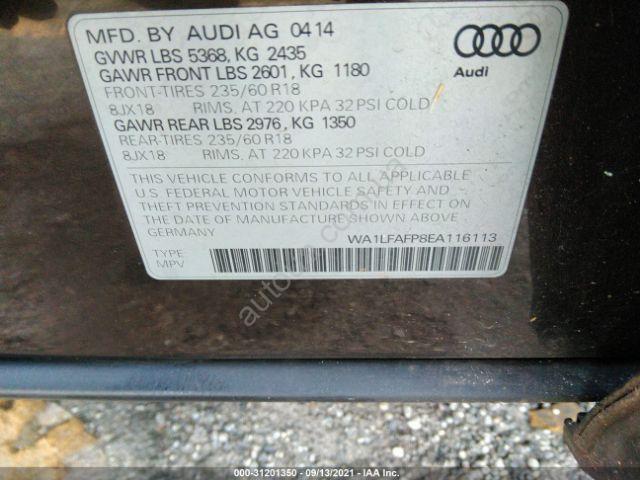 MFD. BY AUDI AG 04 14
GVWR LBS 5368, KG 2435
GAWR FRONT LBS 2601, KG 1180
FRONT-TIRES 235/60 R18
8JX18 RIMS, AT 220 KPA 32 PSI COLD
GAWR REAR LBS 2976, KG 1350
REAR-TIRES 235/60 R18
8JX18 RIMS, AT 220 KPA 32 PSI COLD
Audi
THIS VEHICLE CONFORMS TO ALL APPLICABLE
U.S. FEDERAL MOTOR VEHICLE SAFETY AND
THEFT PREVENTION STANDARDS IN EFFECT ON
THE DATE OF MANUFACTURE SHOWN ABOVE
GERMANY
WA1LFAFP8EA116113
TYPE:
MPV
000-31201350 - 09/13/2021 - IAA Inc.